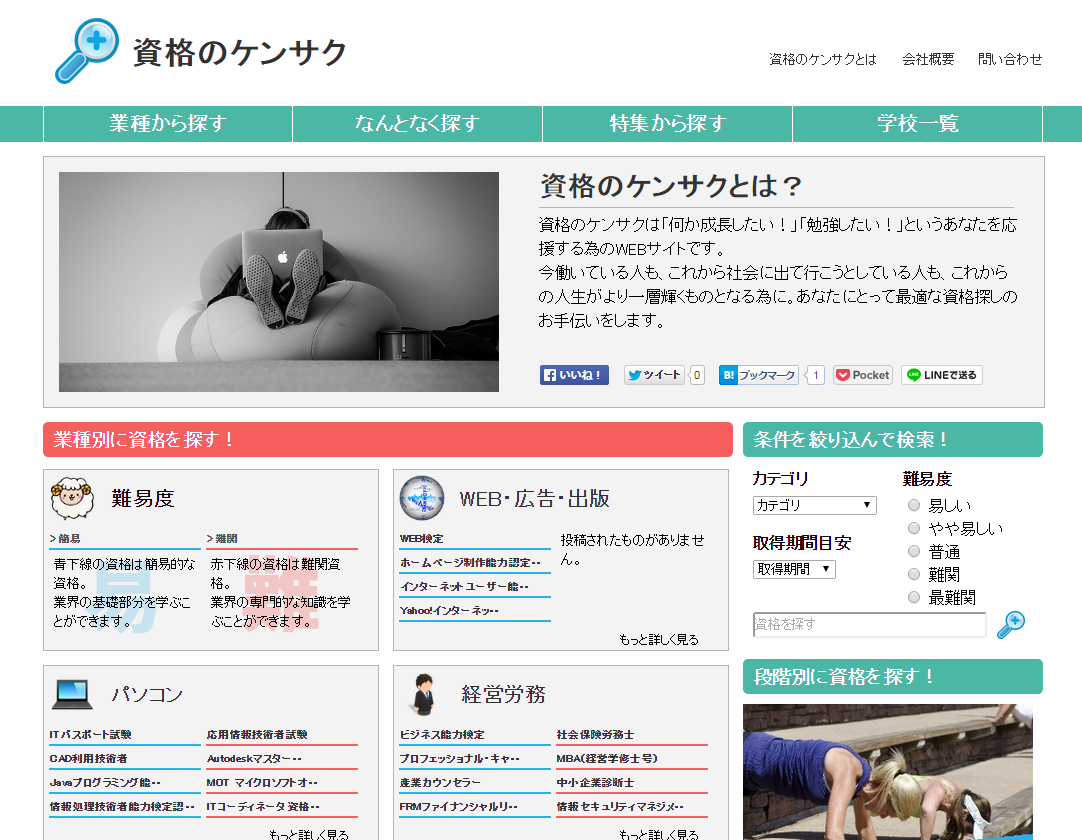 資格のケンサク
資格のケンサクとは 会社概要 問い合わせ
業種から探す なんとなく探す 特集から探す 学校一覧
資格のケンサクとは？
資格のケンサクは「何か成長したい！」「勉強したい！」というあなたを応
援する為のWEBサイトです。
今働いている人も、これから社会に出て行こうとしている人も、これから
の人生がより一層輝くものとなる為に。あなたにとって最適な資格探しの
お手伝いをします。
いいね！ ツイート 0 B! ブックマーク 1 Pocket LINEで送る
業種別に資格を探す！
難易度
> 簡易
青下線の資格は簡易的な
資格。
業界の基礎部分を学ぶこ
とができます。
易
> 難関
赤下線の資格は難関資
格。
業界の専門的な知識を学
ぶことができます。
難
WEB・広告・出版
WEB検定
ホームページ制作能力認定･･
インターネットユーザー能･･
Yahoo!インターネッ･･
投稿されたものがありませ
ん。
もっと詳しく見る
パソコン
ITパスポート試験
CAD利用技術者
Javaプログラミング能･･
情報処理技術者能力検定認･･
応用情報技術者試験
Autodeskマスター･･
MOT マイクロソフトオ･･
ITコーディネータ資格･･
もっと詳しく見る
経営労務
ビジネス能力検定
プロフェッショナル・キャ･･
産業カウンセラー
FRMファイナンシャルリ･･
社会保険労務士
MBA(経営学修士号)
中小企業診断士
情報セキュリティマネジメ･･
もっと詳しく見る
条件を絞り込んで検索！
カテゴリ
カテゴリ
取得期間目安
取得期間
難易度
易しい
やや易しい
普通
難関
最難関
資格を探す
段階別に資格を探す！